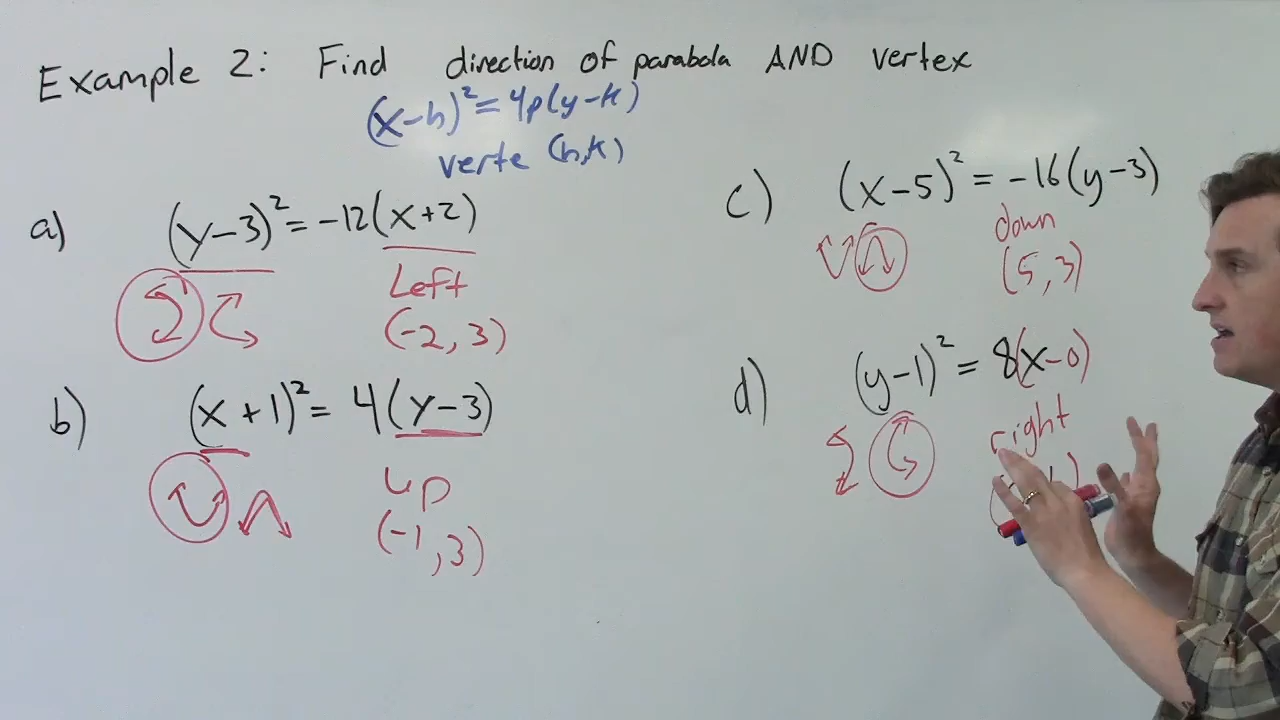 Example 2: Find direction of parabola AND vertex
(x-h)² = 4p(y-k)
verte (h,k)
a) (y-3)² = -12(x+2)
Left
(-2, 3)
b) (x+1)² = 4(y-3)
up
(-1, 3)
c) (x-5)² = -16(y-3)
down
(5, 3)
d) (y-1)² = 8(x-0)
right